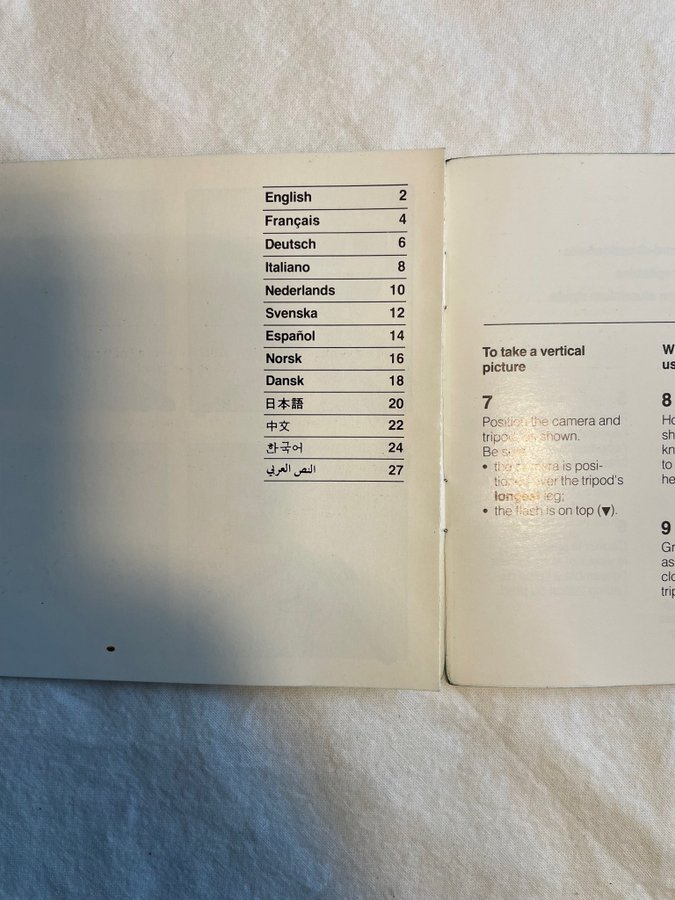 English 2
Français 4
Deutsch 6
Italiano 8
Nederlands 10
Svenska 12
Español 14
Norsk 16
Dansk 18
日本語 20
中文 22
한국어 24
النص العربي 27
To take a vertical
picture
7
Position the camera and
tripod as shown.
Be sure
• the camera is posi-
tioned over the tripod's
longest leg;
• the flash is on top (▼).
8
to
9
as